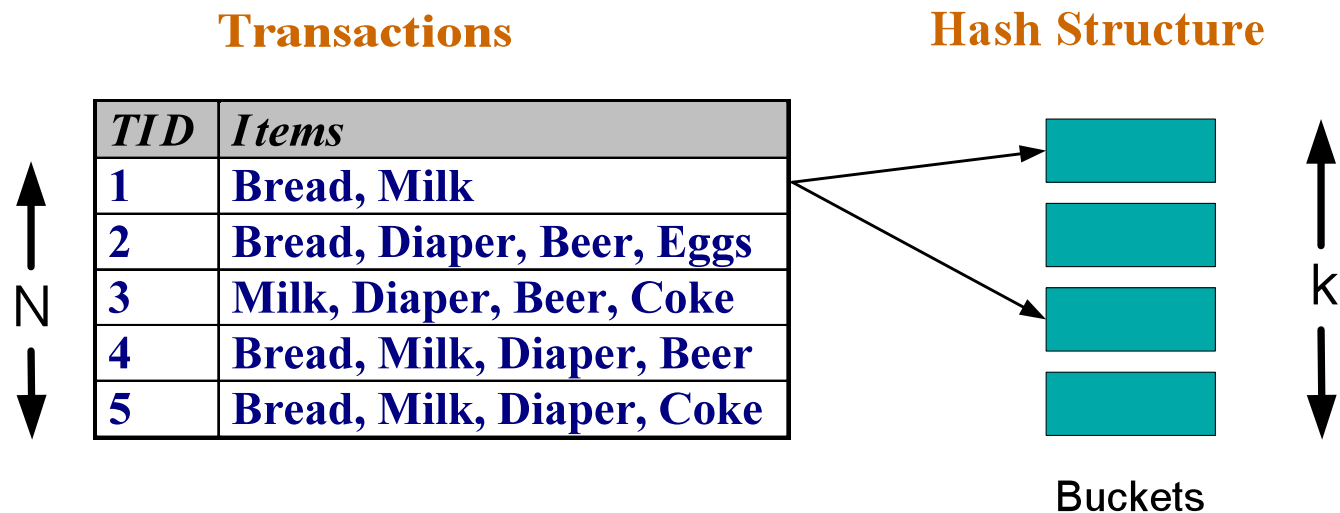 Transactions
Hash Structure
TID Items
1 Bread, Milk
2 Bread, Diaper, Beer, Eggs
3 Milk, Diaper, Beer, Coke
4 Bread, Milk, Diaper, Beer
5 Bread, Milk, Diaper, Coke
N
k
Buckets